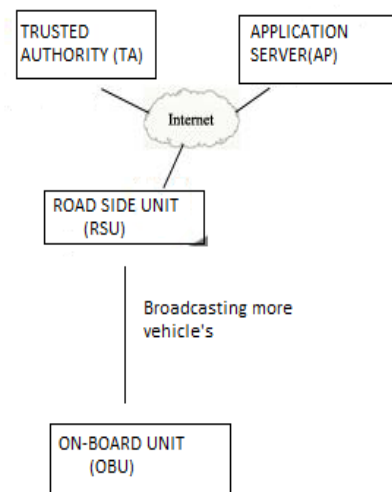 TRUSTED
AUTHORITY (TA)
APPLICATION
SERVER(AP)
Internet
ROAD SIDE UNIT
(RSU)
Broadcasting more
vehicle's
ON-BOARD UNIT
(OBU)